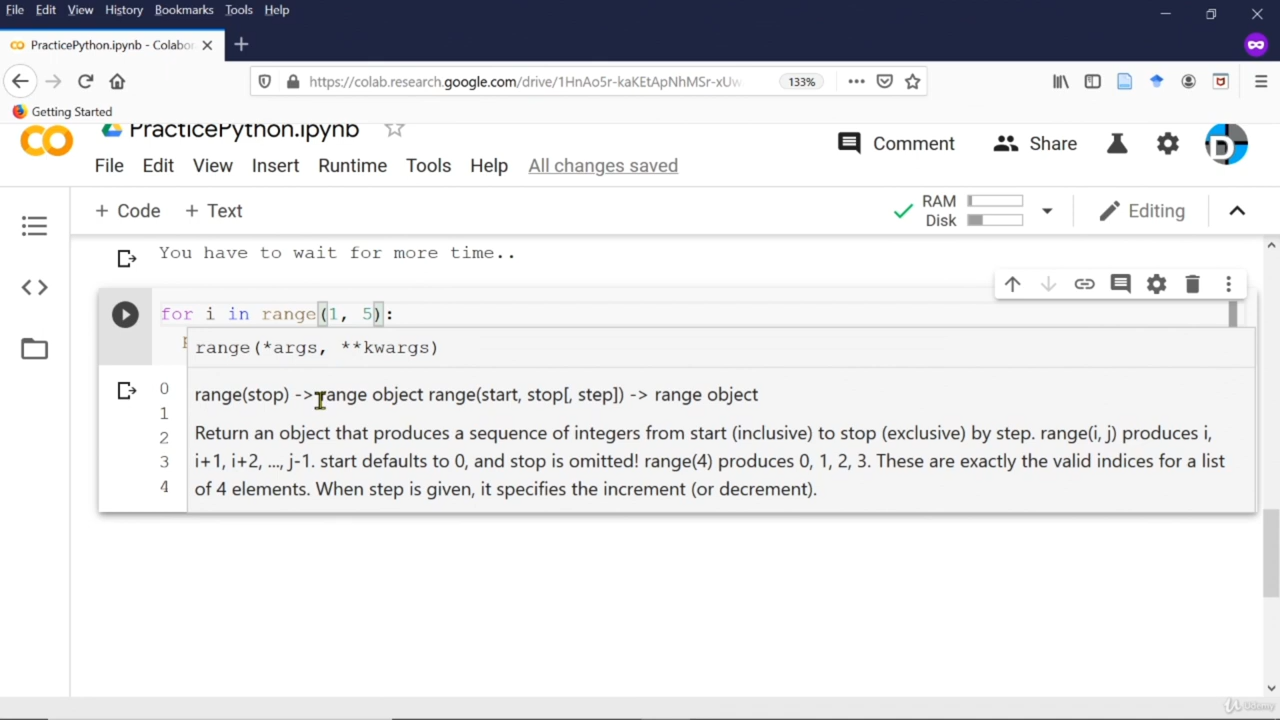 File Edit View History Bookmarks Tools Help
PracticePython.ipynb - Colabor
https://colab.research.google.com/drive/1HnAo5r-kaKEtApNhMSr-xUw 133%
Getting Started
PracticePython.ipynb
Comment Share D
File Edit View Insert Runtime Tools Help All changes saved
+ Code + Text RAM Disk Editing
You have to wait for more time..
for i in range(1, 5):
range(*args, **kwargs)
0
1
2
3
4
range(stop) -> range object range(start, stop[, step]) -> range object
Return an object that produces a sequence of integers from start (inclusive) to stop (exclusive) by step. range(i, j) produces i,
i+1, i+2, ..., j-1. start defaults to 0, and stop is omitted! range(4) produces 0, 1, 2, 3. These are exactly the valid indices for a list
of 4 elements. When step is given, it specifies the increment (or decrement).
Udemy